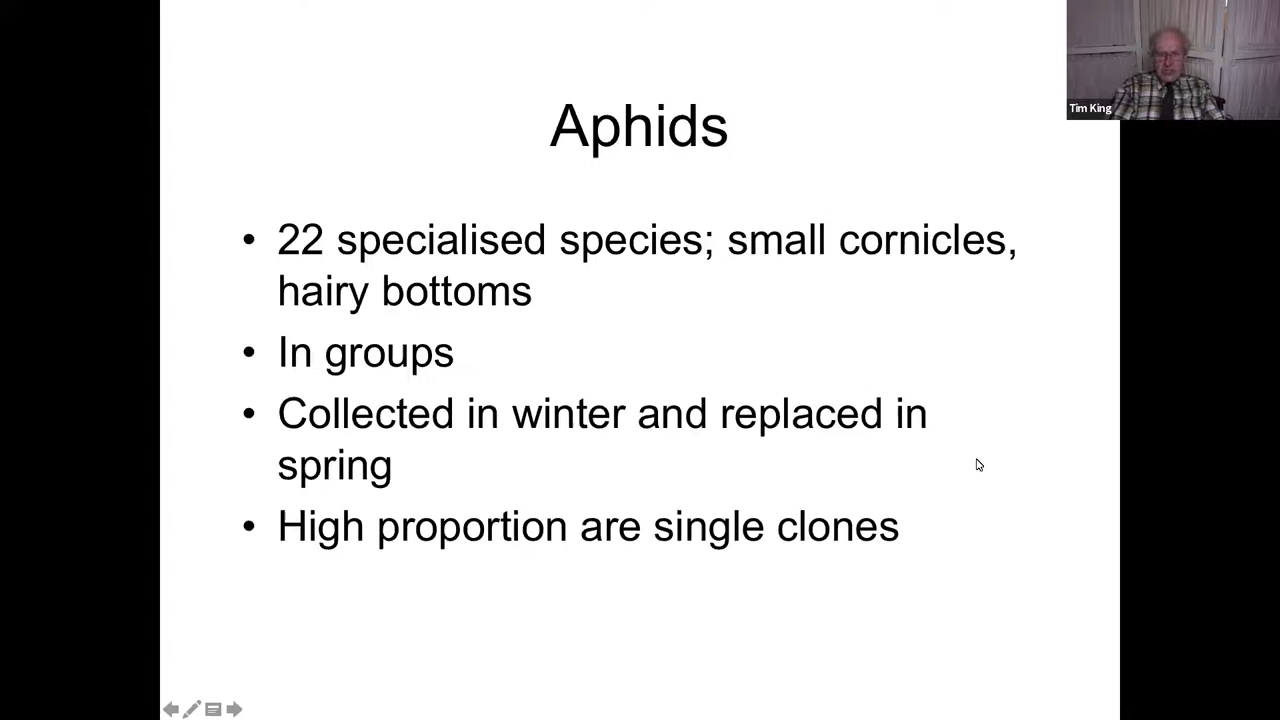 Tim King
Aphids
• 22 specialised species; small cornicles,
hairy bottoms
• In groups
• Collected in winter and replaced in
spring
• High proportion are single clones